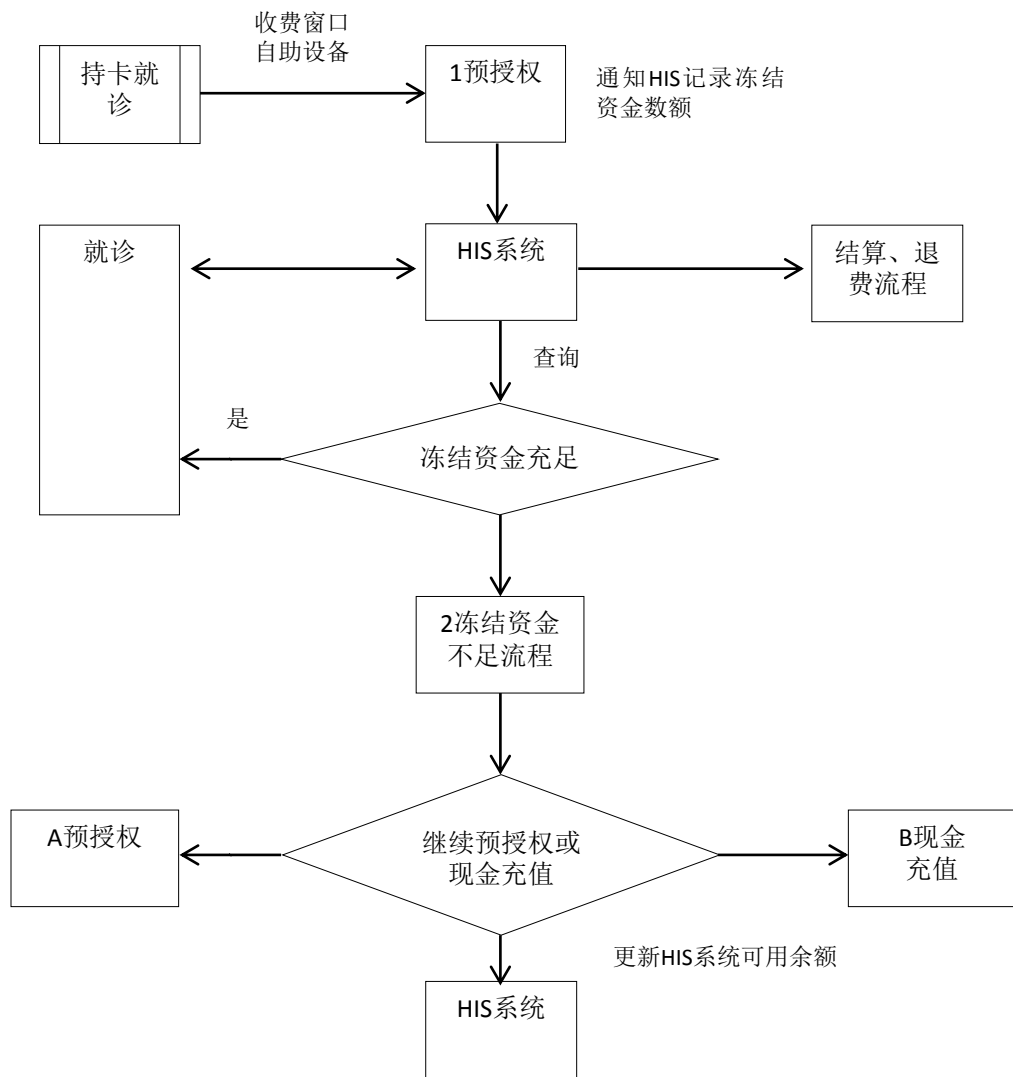 收费窗口
自助设备
持卡就
诊
1预授权
通知HIS记录冻结
资金数额
就诊
HIS系统
结算、退
费流程
查询
是
冻结资金充足
2冻结资金
不足流程
A预授权
继续预授权或
现金充值
B现金
充值
更新HIS系统可用余额
HIS系统